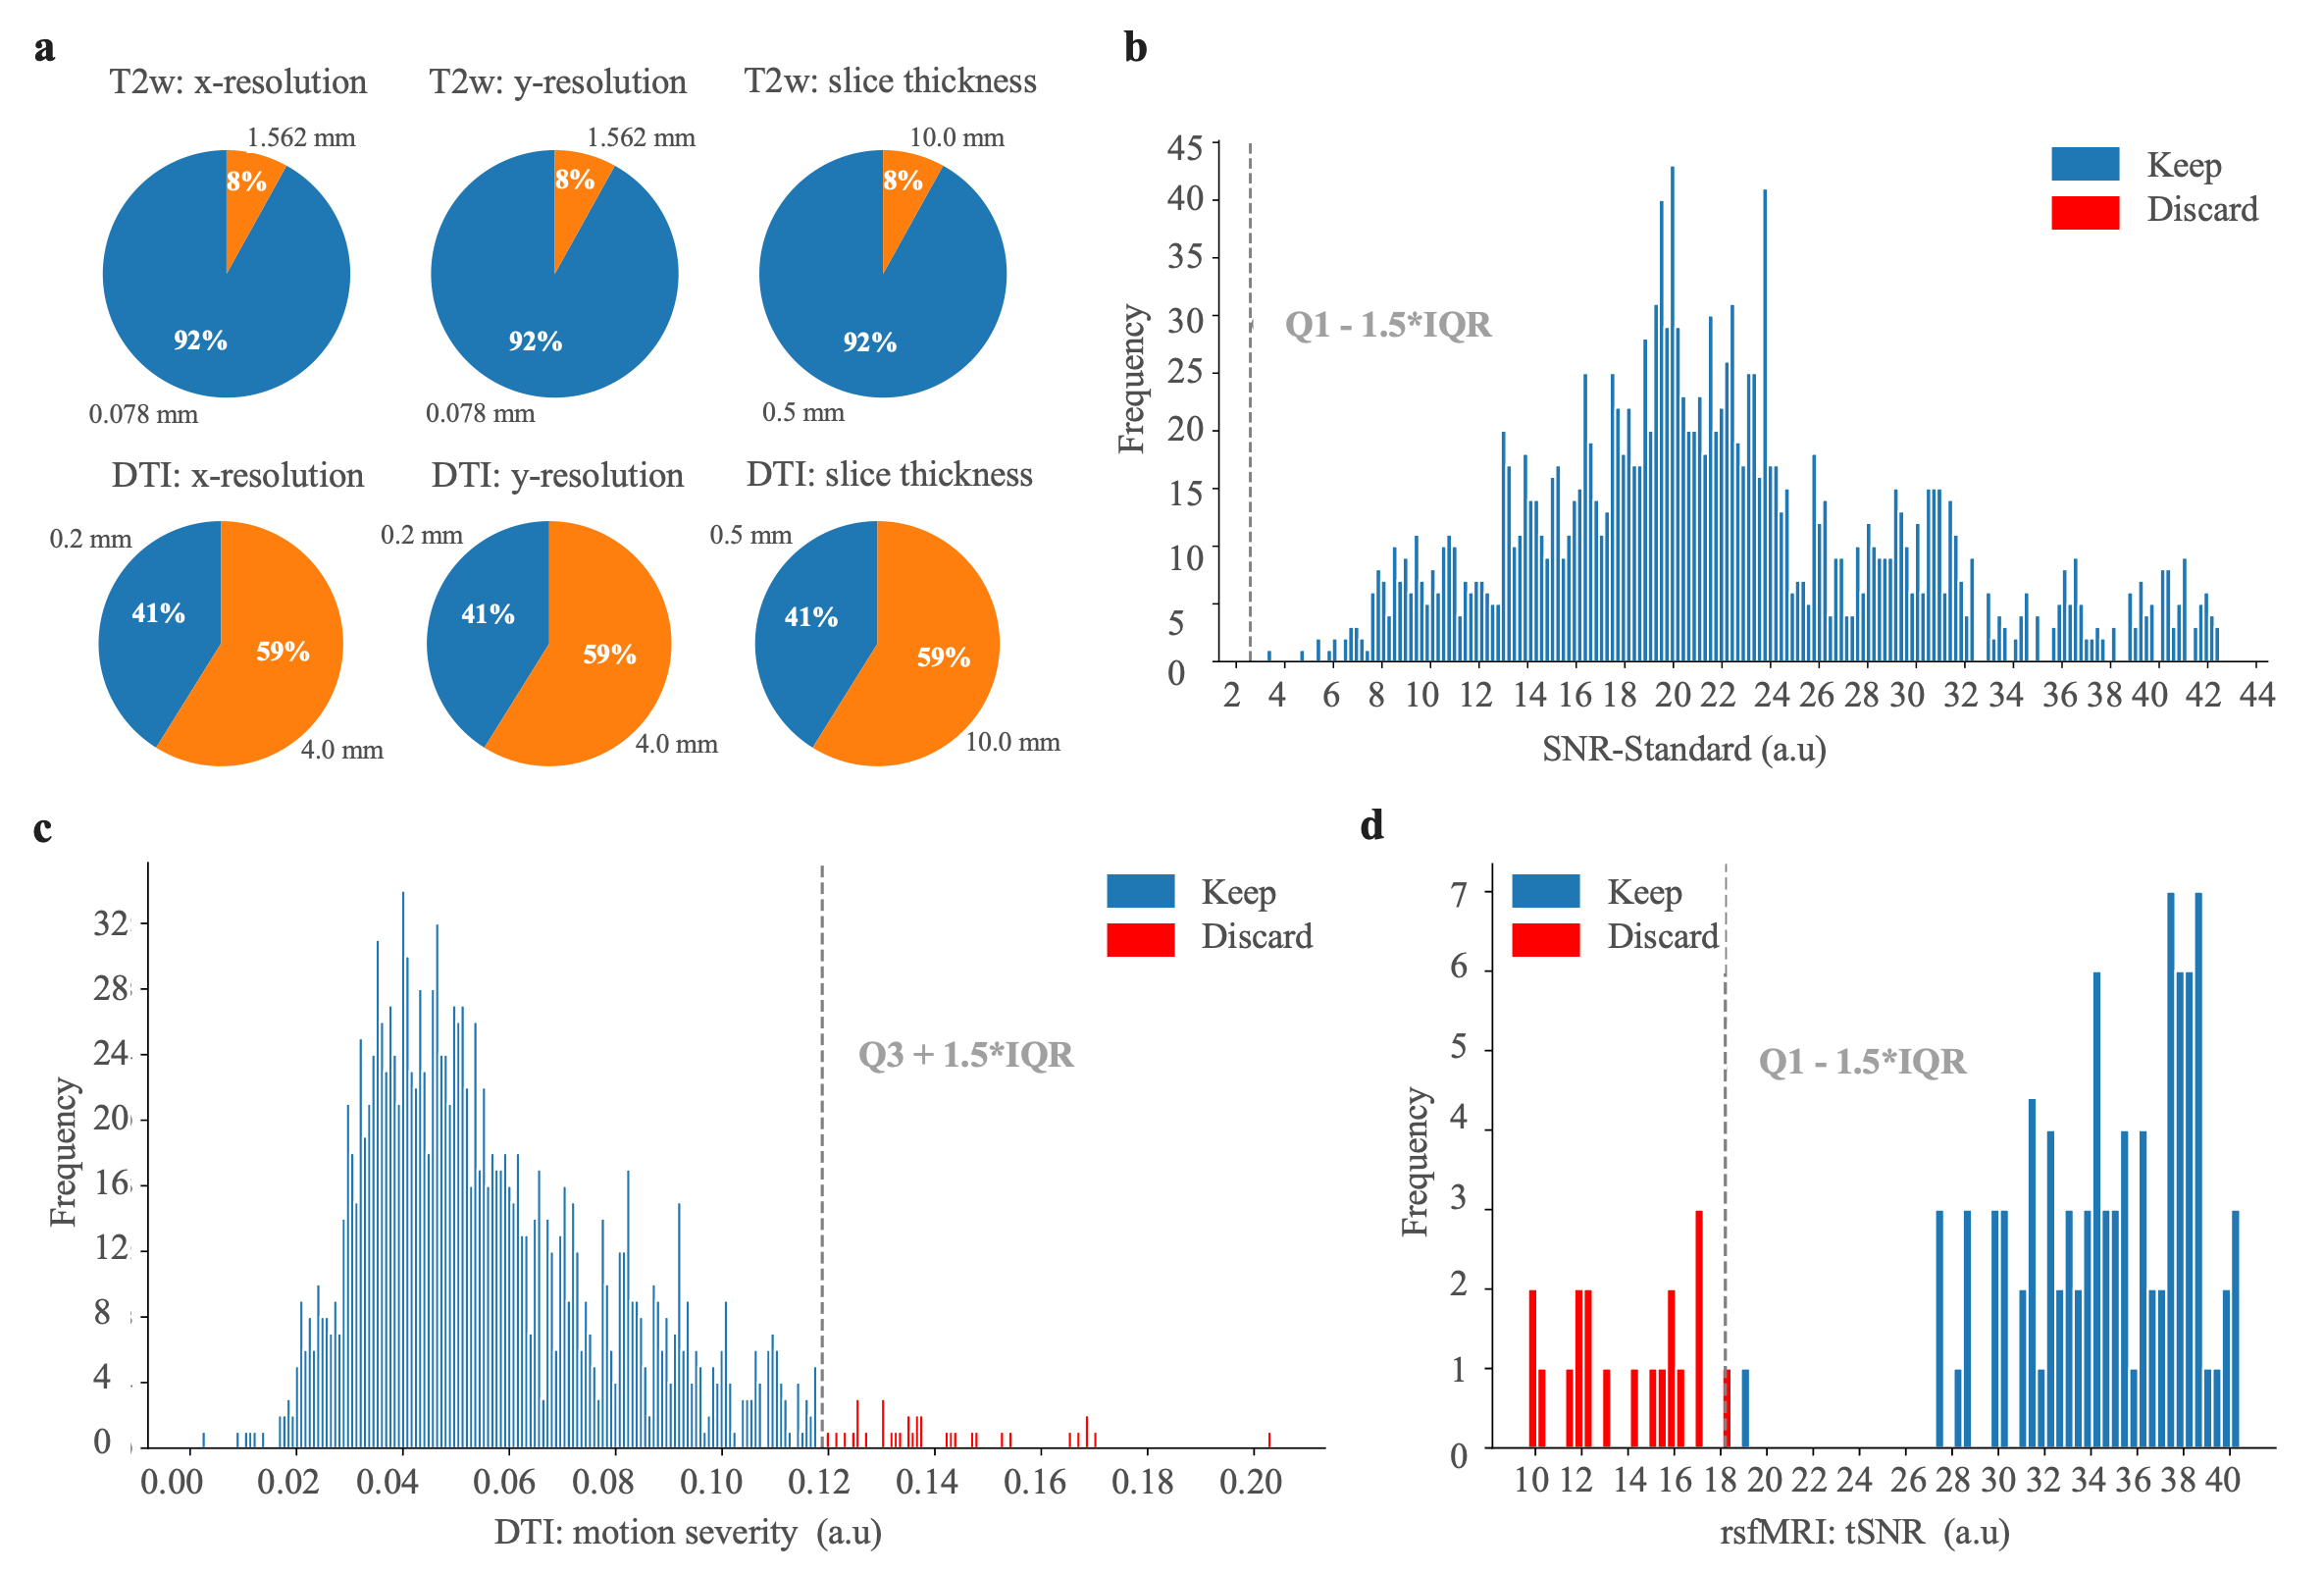 a
T2w: x-resolution
T2w: y-resolution
T2w: slice thickness
1.562 mm
1.562 mm
10.0 mm
8%
8%
8%
92%
92%
92%
0.078 mm
0.078 mm
0.5 mm
DTI: x-resolution
DTI: y-resolution
DTI: slice thickness
0.2 mm
0.2 mm
0.5 mm
41%
41%
41%
59%
59%
59%
4.0 mm
4.0 mm
10.0 mm
b
Keep
Discard
Q1 - 1.5*IQR
Frequency
45
40
35
30
25
20
15
10
5
0
2 4 6 8 10 12 14 16 18 20 22 24 26 28 30 32 34 36 38 40 42 44
SNR-Standard (a.u)
c
Keep
Discard
Q3 + 1.5*IQR
Frequency
32
28
24
20
16
12
8
4
0
0.00 0.02 0.04 0.06 0.08 0.10 0.12 0.14 0.16 0.18 0.20
DTI: motion severity (a.u)
d
Keep
Discard
Q1 - 1.5*IQR
Frequency
7
6
5
4
3
2
1
0
10 12 14 16 18 20 22 24 26 28 30 32 34 36 38 40
rsfMRI: tSNR (a.u)